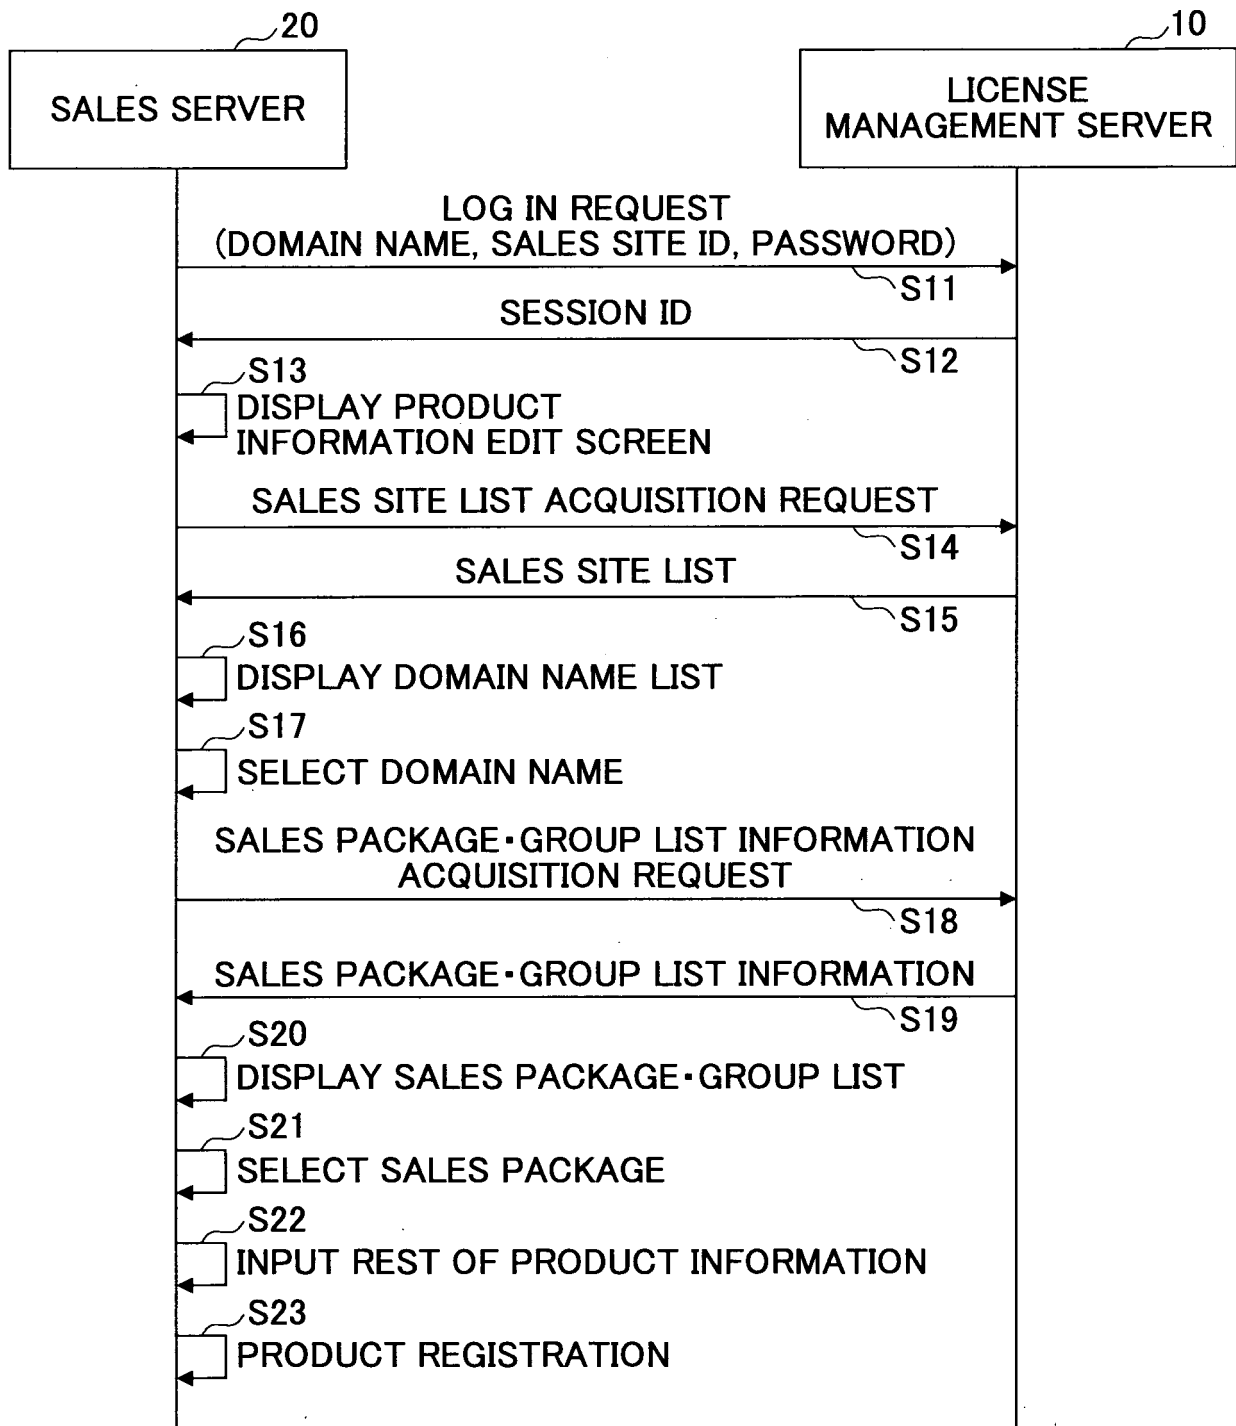 20
10
SALES SERVER
LICENSE
MANAGEMENT SERVER
LOG IN REQUEST
(DOMAIN NAME, SALES SITE ID, PASSWORD)
S11
SESSION ID
S12
S13
DISPLAY PRODUCT
INFORMATION EDIT SCREEN
SALES SITE LIST ACQUISITION REQUEST
S14
SALES SITE LIST
S15
S16
DISPLAY DOMAIN NAME LIST
S17
SELECT DOMAIN NAME
SALES PACKAGE・GROUP LIST INFORMATION
ACQUISITION REQUEST
S18
SALES PACKAGE・GROUP LIST INFORMATION
S19
S20
DISPLAY SALES PACKAGE・GROUP LIST
S21
SELECT SALES PACKAGE
S22
INPUT REST OF PRODUCT INFORMATION
S23
PRODUCT REGISTRATION